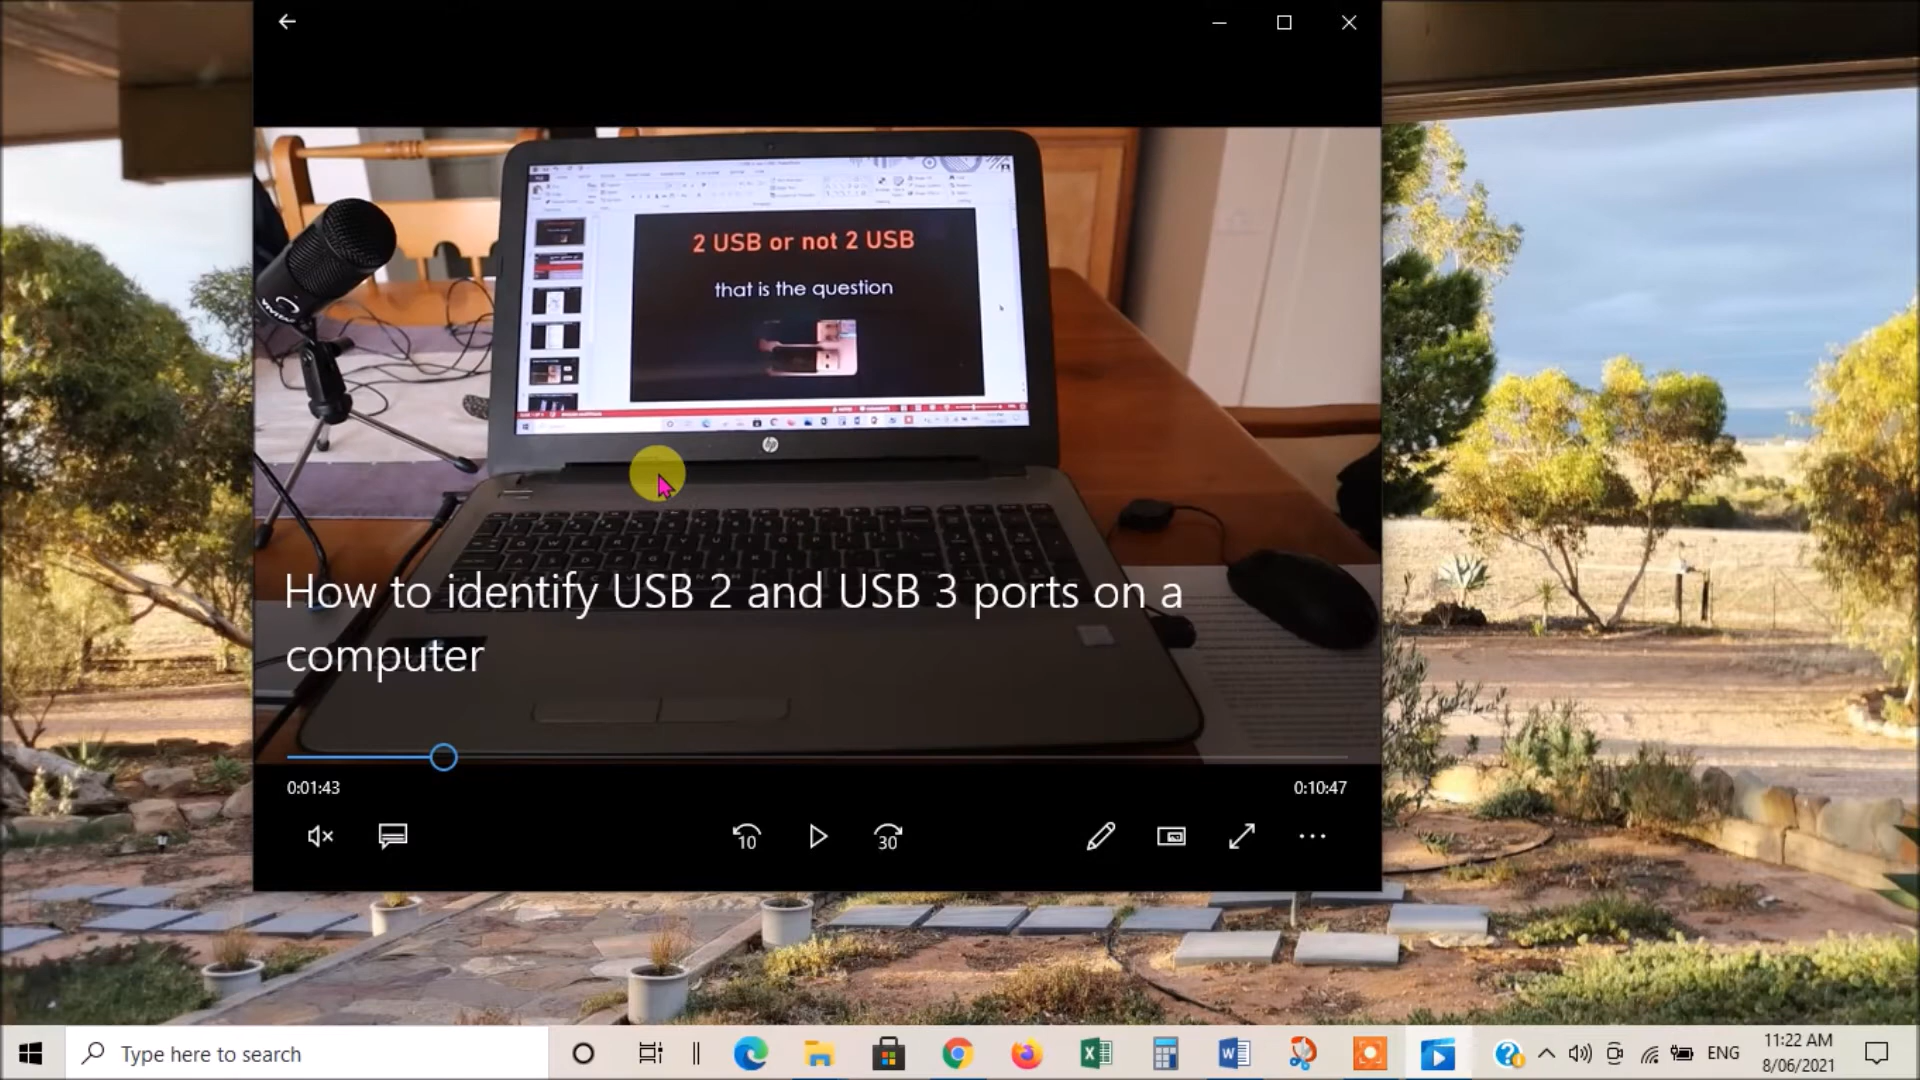 2 USB or not 2 USB
that is the question
hp
How to identify USB 2 and USB 3 ports on a
computer
0:01:43
0:10:47
10
30
Type here to search
ENG
11:22 AM
8/06/2021